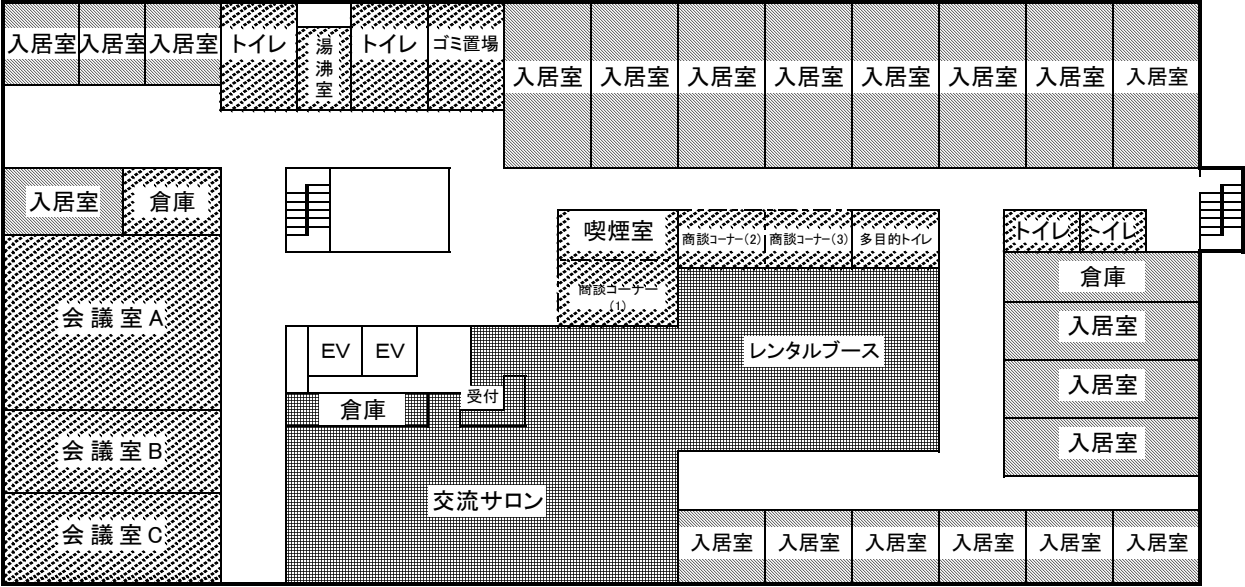 入居室
入居室
入居室
トイレ
湯沸室
トイレ
ゴミ置場
入居室
入居室
入居室
入居室
入居室
入居室
入居室
入居室
入居室
倉庫
喫煙室
商談コーナー(2)
商談コーナー(3)
多目的トイレ
トイレ
トイレ
倉庫
商談コーナー
(1)
会議室A
入居室
EV
EV
レンタルブース
入居室
受付
倉庫
入居室
会議室B
交流サロン
会議室C
入居室
入居室
入居室
入居室
入居室
入居室